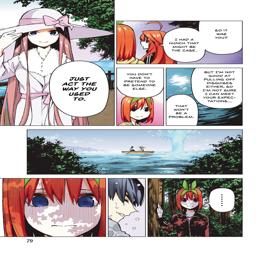 SO IT
WAS
YOU?
I HAD A
HUNCH THAT
MIGHT BE
THE CASE.
JUST
ACT THE
WAY YOU
USED
TO.
BUT I'M NOT
GOOD AT
PULLING OFF
DISGUISES
EITHER, SO
I'M NOT SURE
I CAN MEET
YOUR EXPEC-
TATIONS...
YOU DON'T
HAVE TO
PRETEND TO
BE SOMEONE
ELSE.
THAT
WON'T BE A
PROBLEM.
......
79